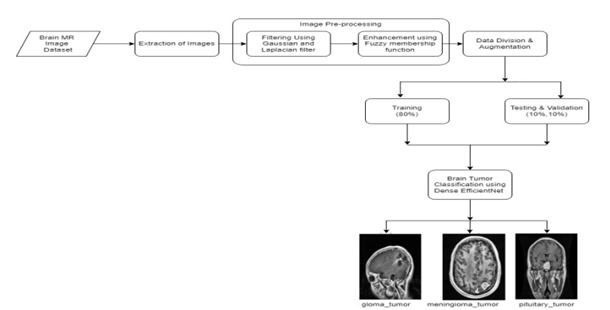 Image Pre-processing
Brain MR
Image
Dataset
Extraction of Images
Filtering Using
Gaussian and
Laplacian filter
Enhancement using
Fuzzy membership
function
Data Division &
Augmentation
Training
(80%)
Testing & Validation
(10%,10%)
Brain Tumor
Classification using
Dense EfficientNet
glioma_tumor
meningioma_tumor
pituitary_tumor